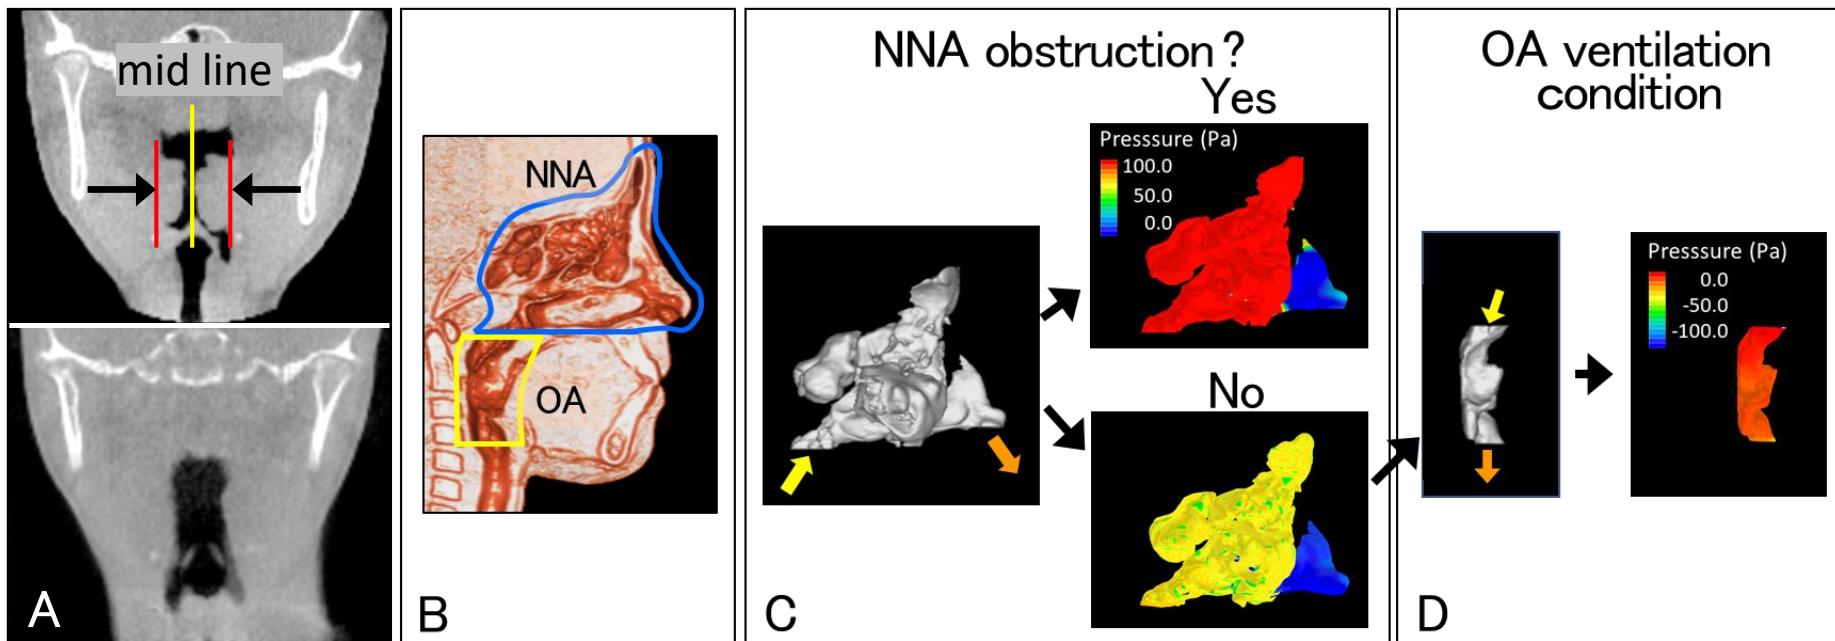 mid line
A
NNA
OA
B
NNA obstruction?
Yes
Presssure (Pa)
100.0
50.0
0.0
No
C
OA ventilation
condition
Presssure (Pa)
0.0
-50.0
-100.0
D